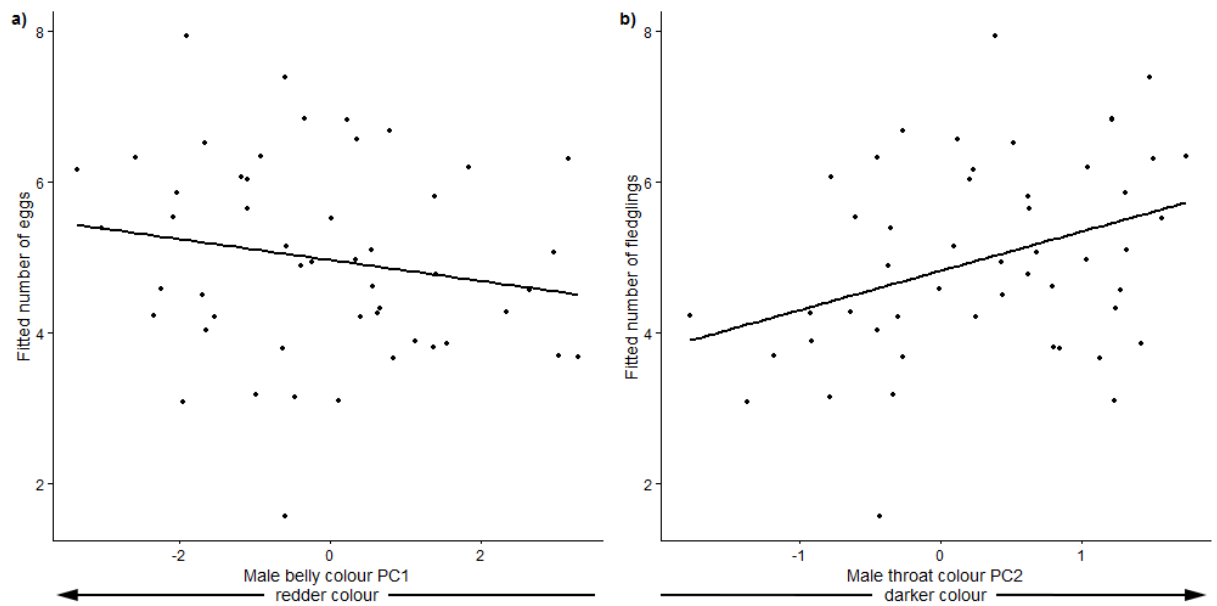 a)
Fitted number of eggs
8
6
4
2
-2 0 2
Male belly colour PC1
redder colour
b)
Fitted number of fledglings
8
6
4
2
-1 0 1
Male throat colour PC2
darker colour